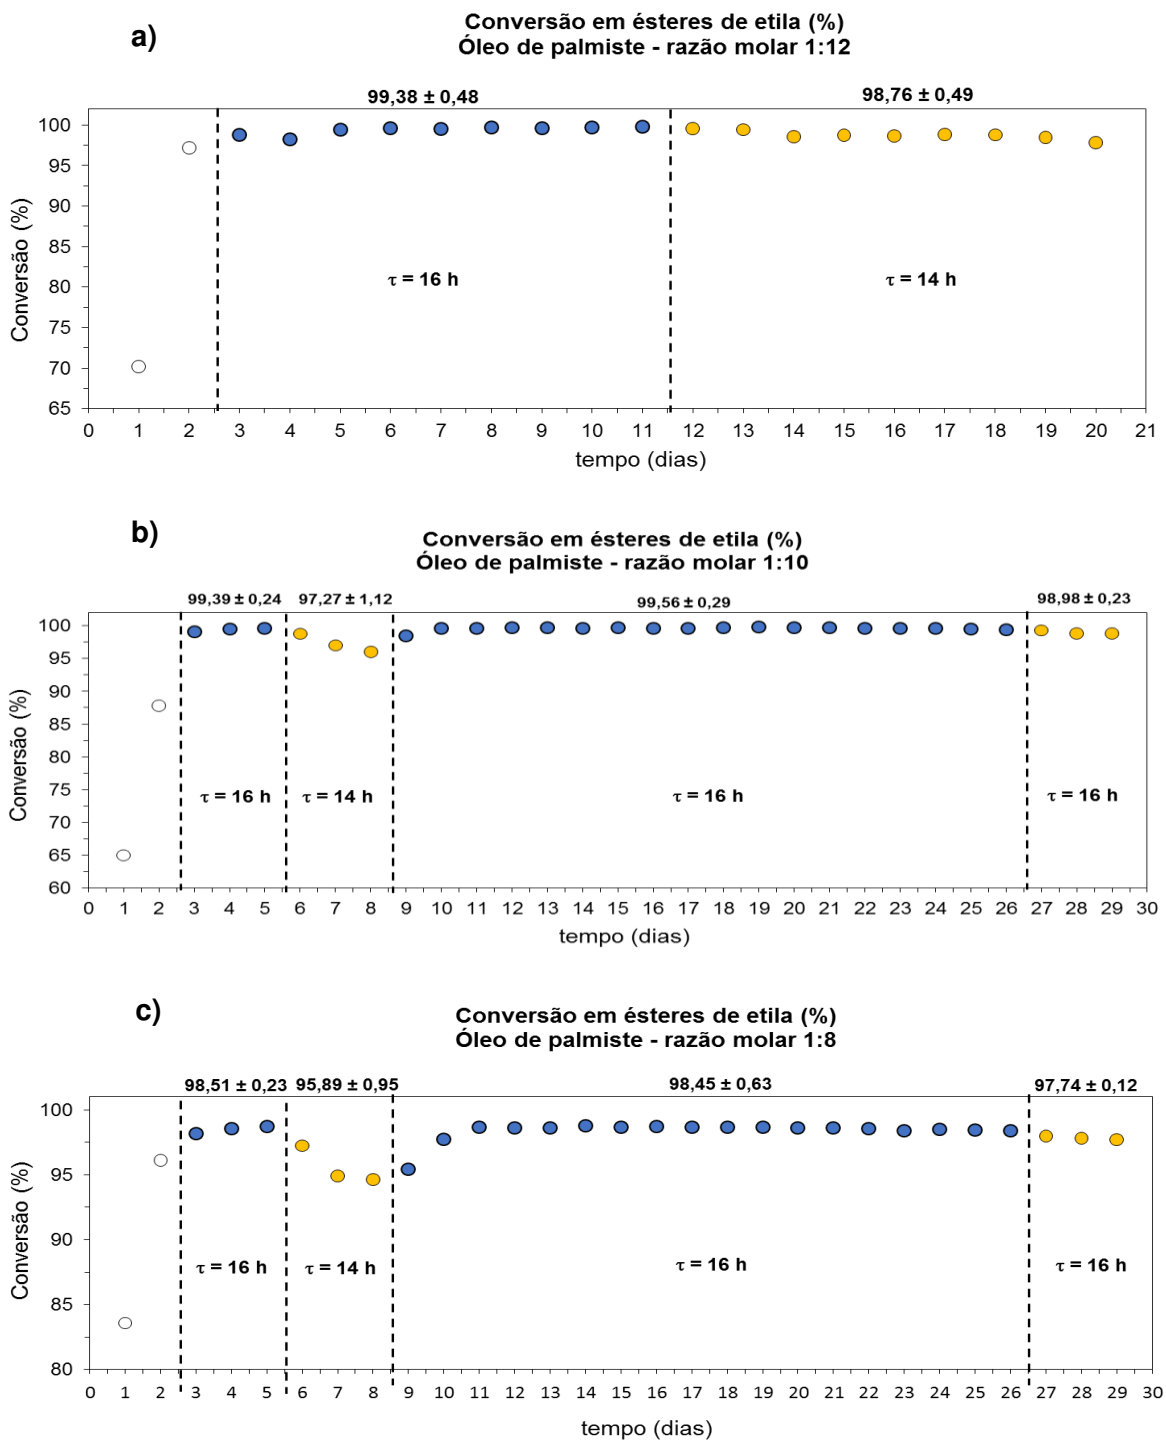 a)
Conversão em ésteres de etila (%)
Óleo de palmiste - razão molar 1:12
99,38 ± 0,48
98,76 ± 0,49
Conversão (%)
100
95
90
85
80
75
70
65
τ = 16 h
τ = 14 h
0 1 2 3 4 5 6 7 8 9 10 11 12 13 14 15 16 17 18 19 20 21
tempo (dias)
b)
Conversão em ésteres de etila (%)
Óleo de palmiste - razão molar 1:10
99,39 ± 0,24
97,27 ± 1,12
99,56 ± 0,29
98,98 ± 0,23
Conversão (%)
100
95
90
85
80
75
70
65
60
τ = 16 h
τ = 14 h
τ = 16 h
τ = 16 h
0 1 2 3 4 5 6 7 8 9 10 11 12 13 14 15 16 17 18 19 20 21 22 23 24 25 26 27 28 29 30
tempo (dias)
c)
Conversão em ésteres de etila (%)
Óleo de palmiste - razão molar 1:8
98,51 ± 0,23
95,89 ± 0,95
98,45 ± 0,63
97,74 ± 0,12
Conversão (%)
100
95
90
85
80
τ = 16 h
τ = 14 h
τ = 16 h
τ = 16 h
0 1 2 3 4 5 6 7 8 9 10 11 12 13 14 15 16 17 18 19 20 21 22 23 24 25 26 27 28 29 30
tempo (dias)